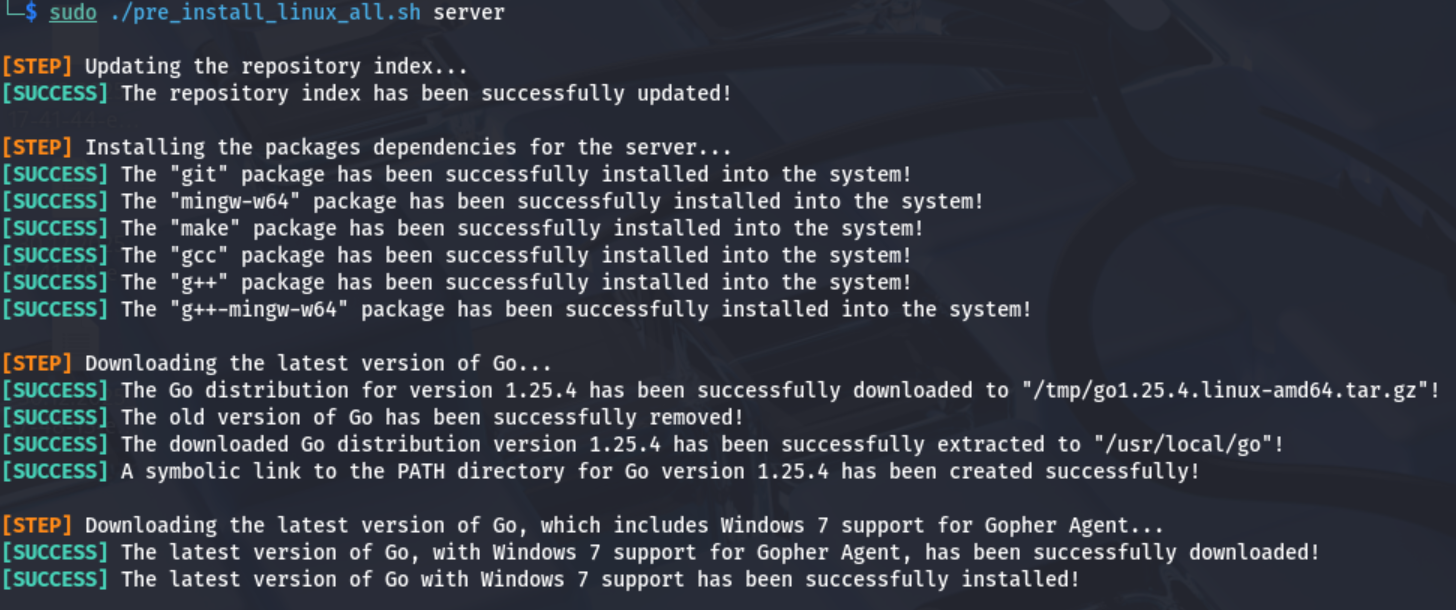 └─$ sudo ./pre_install_linux_all.sh server
[STEP] Updating the repository index...
[SUCCESS] The repository index has been successfully updated!
[STEP] Installing the packages dependencies for the server...
[SUCCESS] The "git" package has been successfully installed into the system!
[SUCCESS] The "mingw-w64" package has been successfully installed into the system!
[SUCCESS] The "make" package has been successfully installed into the system!
[SUCCESS] The "gcc" package has been successfully installed into the system!
[SUCCESS] The "g++" package has been successfully installed into the system!
[SUCCESS] The "g++-mingw-w64" package has been successfully installed into the system!
[STEP] Downloading the latest version of Go...
[SUCCESS] The Go distribution for version 1.25.4 has been successfully downloaded to "/tmp/go1.25.4.linux-amd64.tar.gz"!
[SUCCESS] The old version of Go has been successfully removed!
[SUCCESS] The downloaded Go distribution version 1.25.4 has been successfully extracted to "/usr/local/go"!
[SUCCESS] A symbolic link to the PATH directory for Go version 1.25.4 has been created successfully!
[STEP] Downloading the latest version of Go, which includes Windows 7 support for Gopher Agent...
[SUCCESS] The latest version of Go, with Windows 7 support for Gopher Agent, has been successfully downloaded!
[SUCCESS] The latest version of Go with Windows 7 support has been successfully installed!